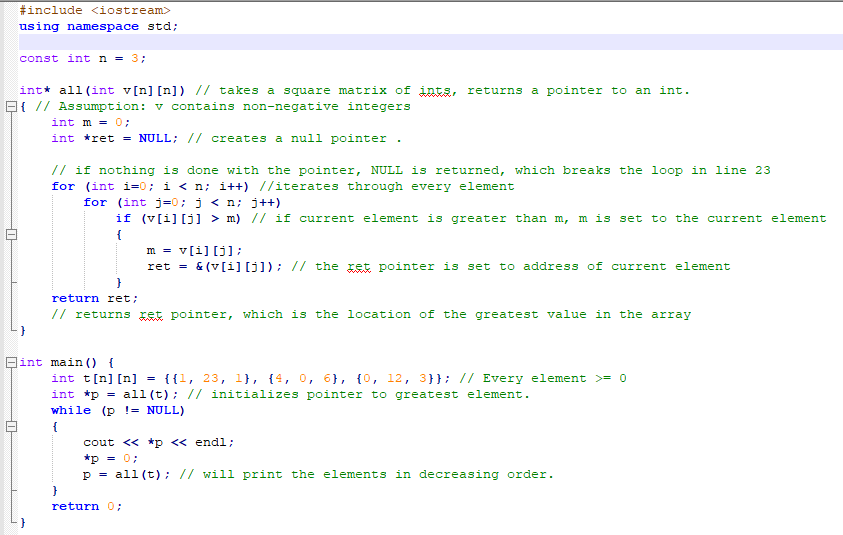 #include <iostream>
using namespace std;
const int n = 3;
int* all(int v[n][n]) // takes a square matrix of ints, returns a pointer to an int.
{ // Assumption: v contains non-negative integers
int m = 0;
int *ret = NULL; // creates a null pointer .
// if nothing is done with the pointer, NULL is returned, which breaks the loop in line 23
for (int i=0; i < n; i++) //iterates through every element
for (int j=0; j < n; j++)
if (v[i][j] > m) // if current element is greater than m, m is set to the current element
{
m = v[i][j];
ret = &(v[i][j]); // the ret pointer is set to address of current element
}
return ret;
// returns ret pointer, which is the location of the greatest value in the array
}
int main() {
int t[n][n] = {{1, 23, 1}, {4, 0, 6}, {0, 12, 3}}; // Every element >= 0
int *p = all(t); // initializes pointer to greatest element.
while (p != NULL)
{
cout << *p << endl;
*p = 0;
p = all(t); // will print the elements in decreasing order.
}
return 0;
}